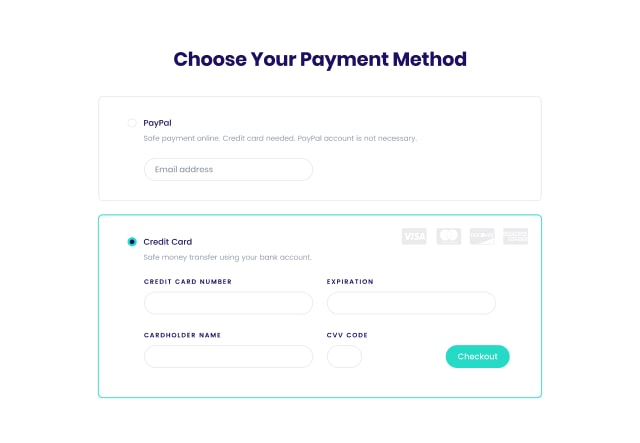 Choose Your Payment Method
PayPal
Safe payment online. Credit card needed. PayPal account is not necessary.
Email address
Credit Card
VISA
Safe money transfer using your bank account.
CREDIT CARD NUMBER
EXPIRATION
CARDHOLDER NAME
CVV CODE
Checkout